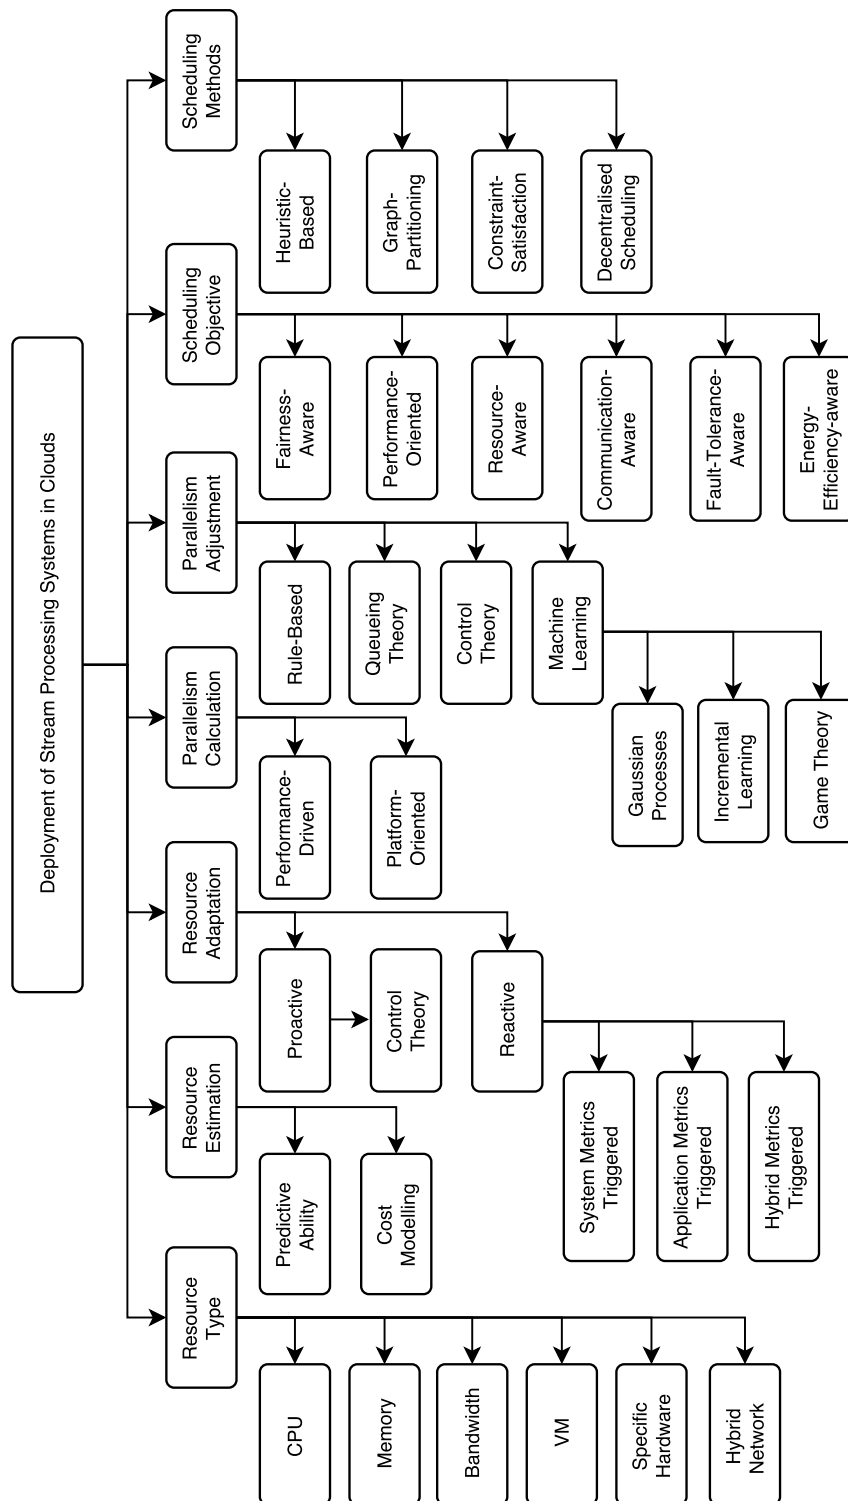 Deployment of Stream Processing Systems in Clouds
Resource
Type
CPU
Memory
Bandwidth
VM
Specific
Hardware
Hybrid
Network
Resource
Estimation
Predictive
Ability
Cost
Modelling
Resource
Adaptation
Proactive
Control
Theory
Reactive
System Metrics
Triggered
Application Metrics
Triggered
Hybrid Metrics
Triggered
Parallelism
Calculation
Performance-
Driven
Platform-
Oriented
Parallelism
Adjustment
Rule-Based
Queueing
Theory
Control
Theory
Machine
Learning
Gaussian
Processes
Incremental
Learning
Game Theory
Scheduling
Objective
Fairness-
Aware
Performance-
Oriented
Resource-
Aware
Communication-
Aware
Fault-Tolerance-
Aware
Energy-
Efficiency-aware
Scheduling
Methods
Heuristic-
Based
Graph-
Partitioning
Constraint-
Satisfaction
Decentralised
Scheduling